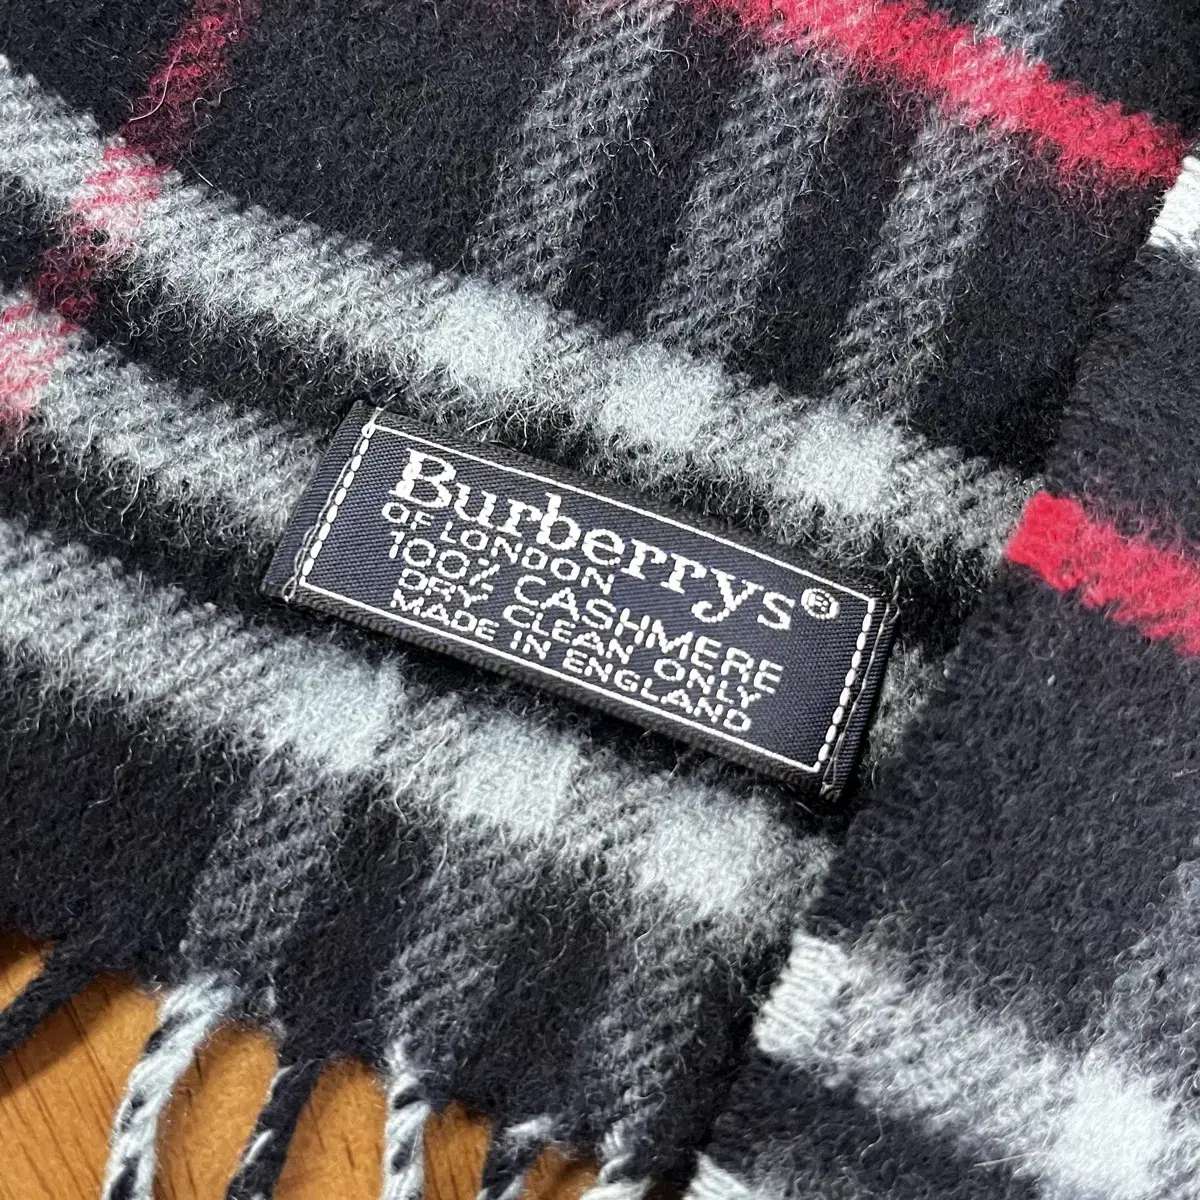 Burberrys®
OF LONDON
100% CASHMERE
DRY CLEAN ONLY
MADE IN ENGLAND